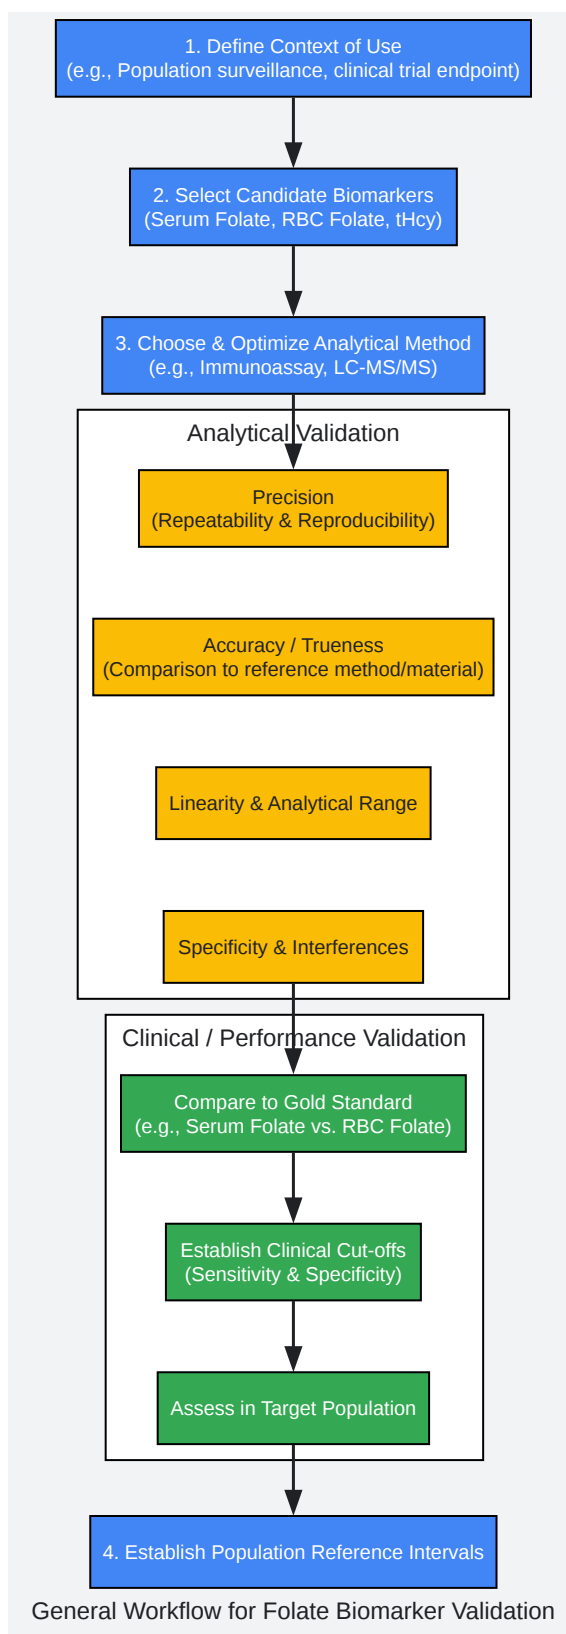 1. Define Context of Use
(e.g., Population surveillance, clinical trial endpoint)
2. Select Candidate Biomarkers
(Serum Folate, RBC Folate, tHcy)
3. Choose & Optimize Analytical Method
(e.g., Immunoassay, LC-MS/MS)
Analytical Validation
Precision
(Repeatability & Reproducibility)
Accuracy / Trueness
(Comparison to reference method/material)
Linearity & Analytical Range
Specificity & Interferences
Clinical / Performance Validation
Compare to Gold Standard
(e.g., Serum Folate vs. RBC Folate)
Establish Clinical Cut-offs
(Sensitivity & Specificity)
Assess in Target Population
4. Establish Population Reference Intervals
General Workflow for Folate Biomarker Validation